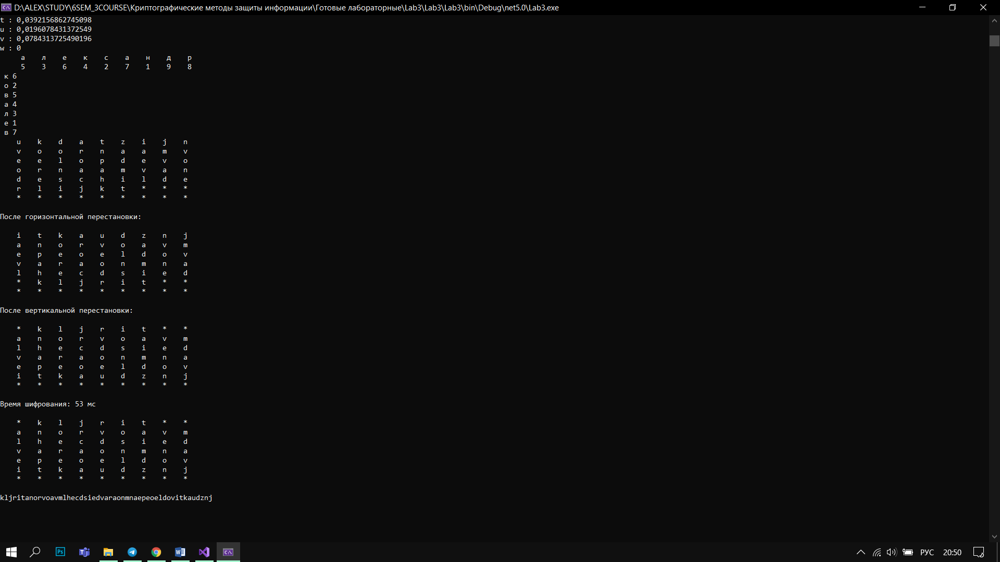 D:\ALEX\STUDY\6SEM_3COURSE\Криптографические методы защиты информации\Готовые лабораторные\Lab3\Lab3\Lab3\bin\Debug\net5.0\Lab3.exe
t : 0,0392156862745098
u : 0,0196078431372549
v : 0,0784313725490196
w : 0
а л е к с а н д р
5 3 6 4 2 7 1 9 8
к 6
о 2
в 5
а 4
л 3
е 1
в 7
u k d a t z i j n
v o o r n a a m v
e e l o p d e v o
o r n a a m v a n
d e s c h i l d e
r l i j k t * * *
* * * * * * * * *
После горизонтальной перестановки:
i t k a u d z n j
a n o r v o a v m
e p e o e l d o v
v a r a o n m n a
l h e c d s i e d
* k l j r i t * *
* * * * * * * * *
После вертикальной перестановки:
* k l j r i t * *
a n o r v o a v m
l h e c d s i e d
v a r a o n m n a
e p e o e l d o v
i t k a u d z n j
* * * * * * * * *
Время шифрования: 53 мс
* k l j r i t * *
a n o r v o a v m
l h e c d s i e d
v a r a o n m n a
e p e o e l d o v
i t k a u d z n j
* * * * * * * * *
kljritanorvoavmlhecdsiedvaraonmnaepeoeldovitkaudznj
РУС 20:50